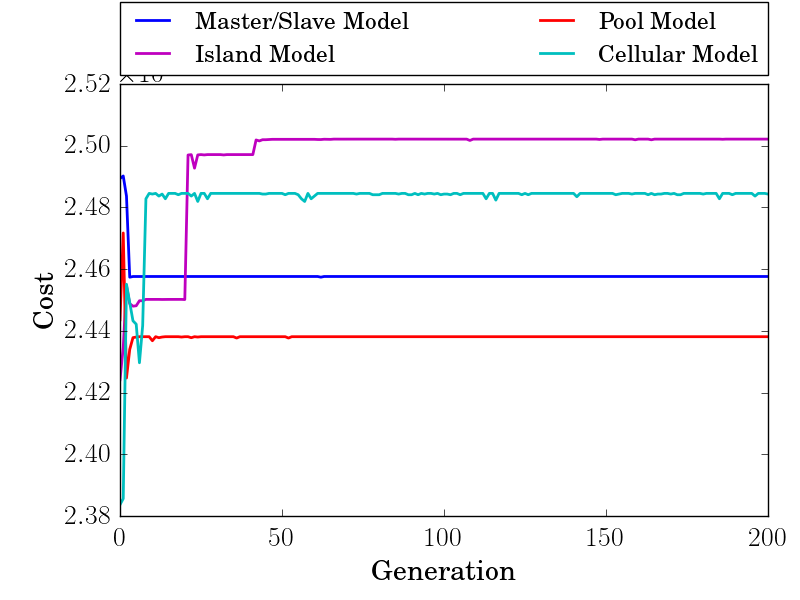 Master/Slave Model Pool Model
Island Model Cellular Model
2.52
2.50
2.48
2.46
2.44
2.42
2.40
2.38
Cost
0 50 100 150 200
Generation